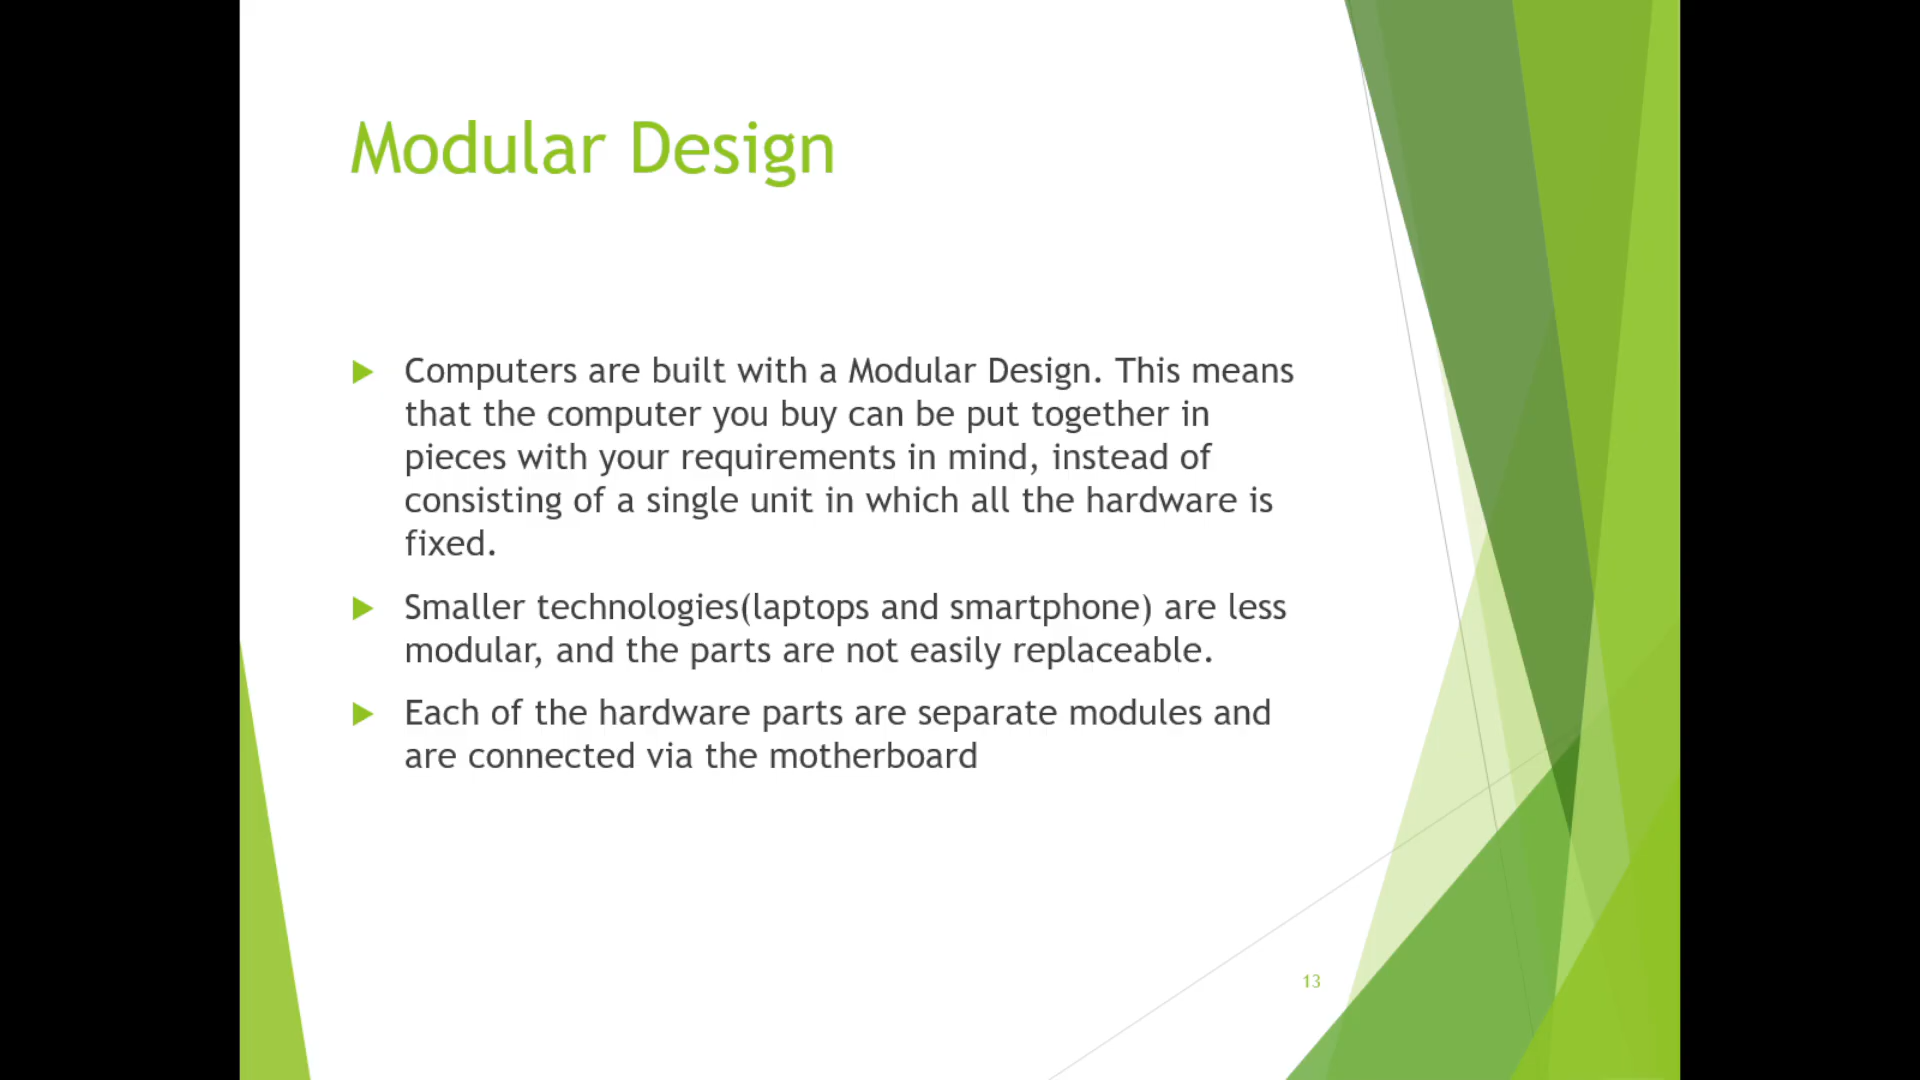 Modular Design
Computers are built with a Modular Design. This means
that the computer you buy can be put together in
pieces with your requirements in mind, instead of
consisting of a single unit in which all the hardware is
fixed.
Smaller technologies(laptops and smartphone) are less
modular, and the parts are not easily replaceable.
Each of the hardware parts are separate modules and
are connected via the motherboard
13